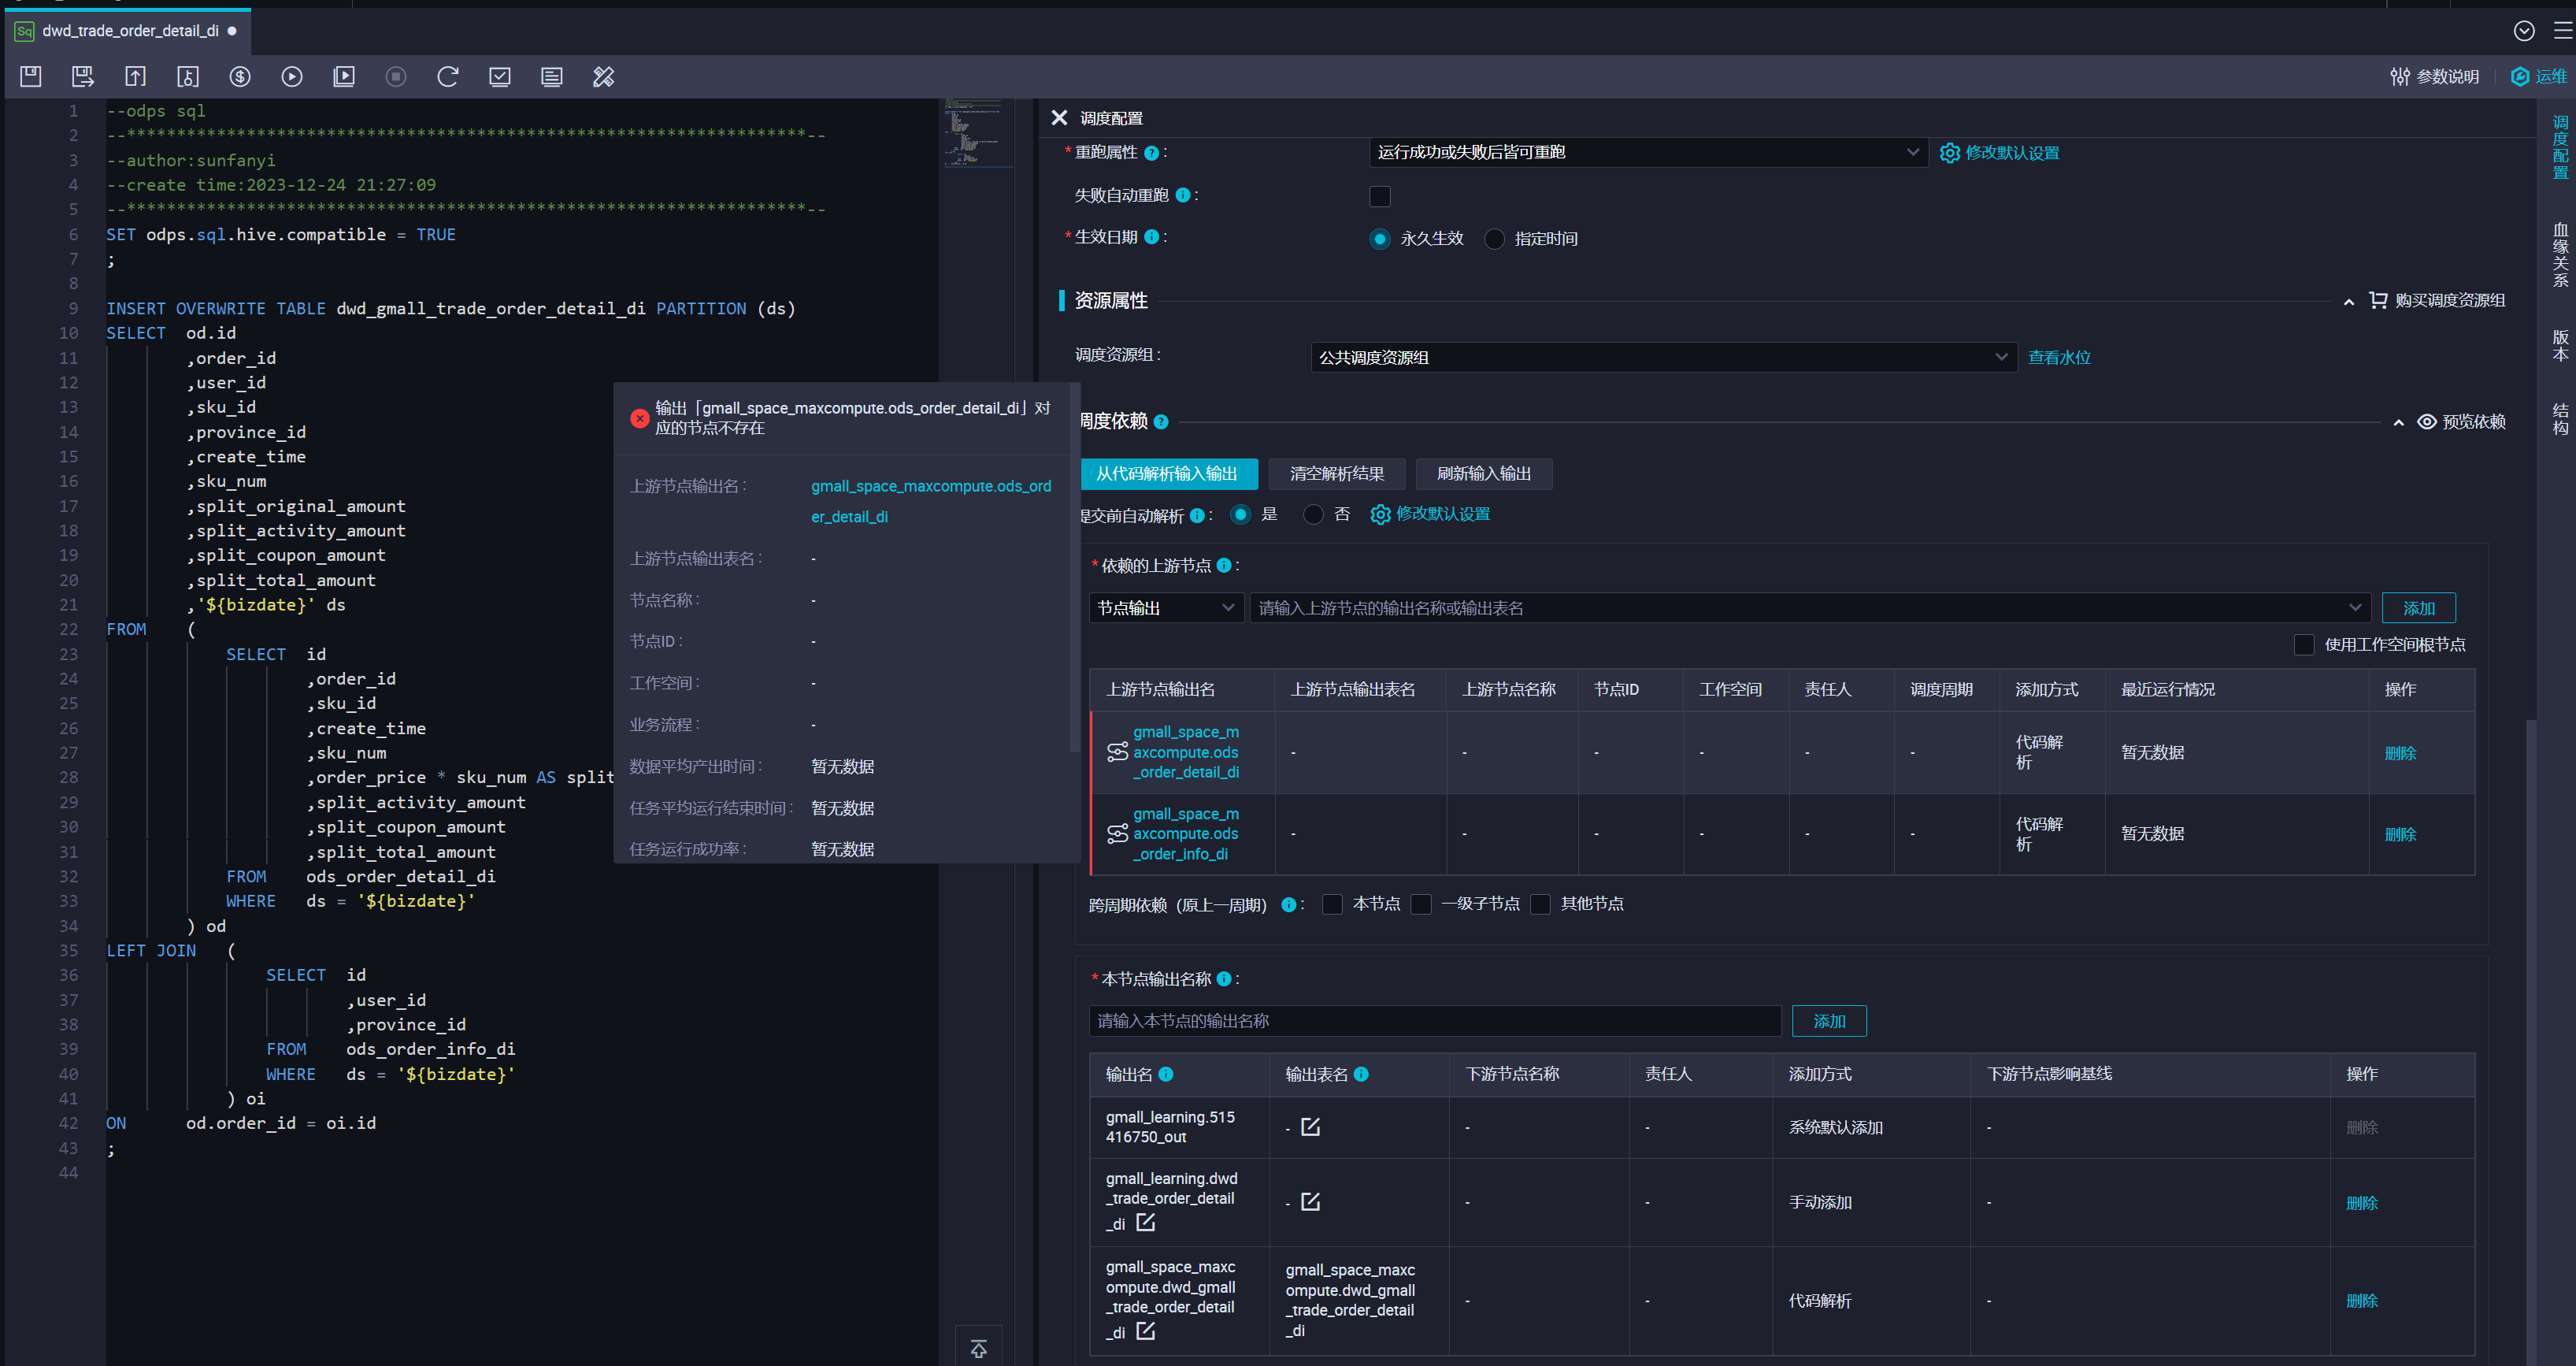 Sq dwd_trade_order_detail_di
参数说明 运维
1 --odps sql
2 --********************************************************************--
3 --author:sunfanyi
4 --create time:2023-12-24 21:27:09
5 --********************************************************************--
6 SET odps.sql.hive.compatible = TRUE
7 ;
8
9 INSERT OVERWRITE TABLE dwd_gmall_trade_order_detail_di PARTITION (ds)
10 SELECT od.id
11 ,order_id
12 ,user_id
13 ,sku_id
14 ,province_id
15 ,create_time
16 ,sku_num
17 ,split_original_amount
18 ,split_activity_amount
19 ,split_coupon_amount
20 ,split_total_amount
21 ,'${bizdate}' ds
22 FROM (
23 SELECT id
24 ,order_id
25 ,sku_id
26 ,create_time
27 ,sku_num
28 ,order_price * sku_num AS split
29 ,split_activity_amount
30 ,split_coupon_amount
31 ,split_total_amount
32 FROM ods_order_detail_di
33 WHERE ds = '${bizdate}'
34 ) od
35 LEFT JOIN (
36 SELECT id
37 ,user_id
38 ,province_id
39 FROM ods_order_info_di
40 WHERE ds = '${bizdate}'
41 ) oi
42 ON od.order_id = oi.id
43 ;
44
输出「gmall_space_maxcompute.ods_order_detail_di」对
应的节点不存在
上游节点输出名: gmall_space_maxcompute.ods_ord
er_detail_di
上游节点输出表名: -
节点名称: -
节点ID: -
工作空间: -
业务流程: -
数据平均产出时间: 暂无数据
任务平均运行结束时间: 暂无数据
任务运行成功率: 暂无数据
调度配置
*重跑属性 ? : 运行成功或失败后皆可重跑 修改默认设置
失败自动重跑 :
*生效日期 : 永久生效 指定时间
资源属性 购买调度资源组
调度资源组: 公共调度资源组 查看水位
调度依赖 ? 预览依赖
从代码解析输入输出 清空解析结果 刷新输入输出
提交前自动解析 : 是 否 修改默认设置
*依赖的上游节点 :
节点输出 请输入上游节点的输出名称或输出表名 添加
使用工作空间根节点
上游节点输出名 上游节点输出表名 上游节点名称 节点ID 工作空间 责任人 调度周期 添加方式 最近运行情况 操作
gmall_space_m
axcompute.ods
_order_detail_di - - - - - - 代码解
析 暂无数据 删除
gmall_space_m
axcompute.ods
_order_info_di - - - - - - 代码解
析 暂无数据 删除
跨周期依赖（原上一周期） : 本节点 一级子节点 其他节点
*本节点输出名称 :
请输入本节点的输出名称 添加
输出名 输出表名 下游节点名称 责任人 添加方式 下游节点影响基线 操作
gmall_learning.515
416750_out - - - 系统默认添加 - 删除
gmall_learning.dwd
_trade_order_detail
_di - - - 手动添加 - 删除
gmall_space_maxc
ompute.dwd_gmall
_trade_order_detail
_di
gmall_space_maxc
ompute.dwd_gmall
_trade_order_detail
_di
- - 代码解析 - 删除
调度配置
血缘关系
版本
结构